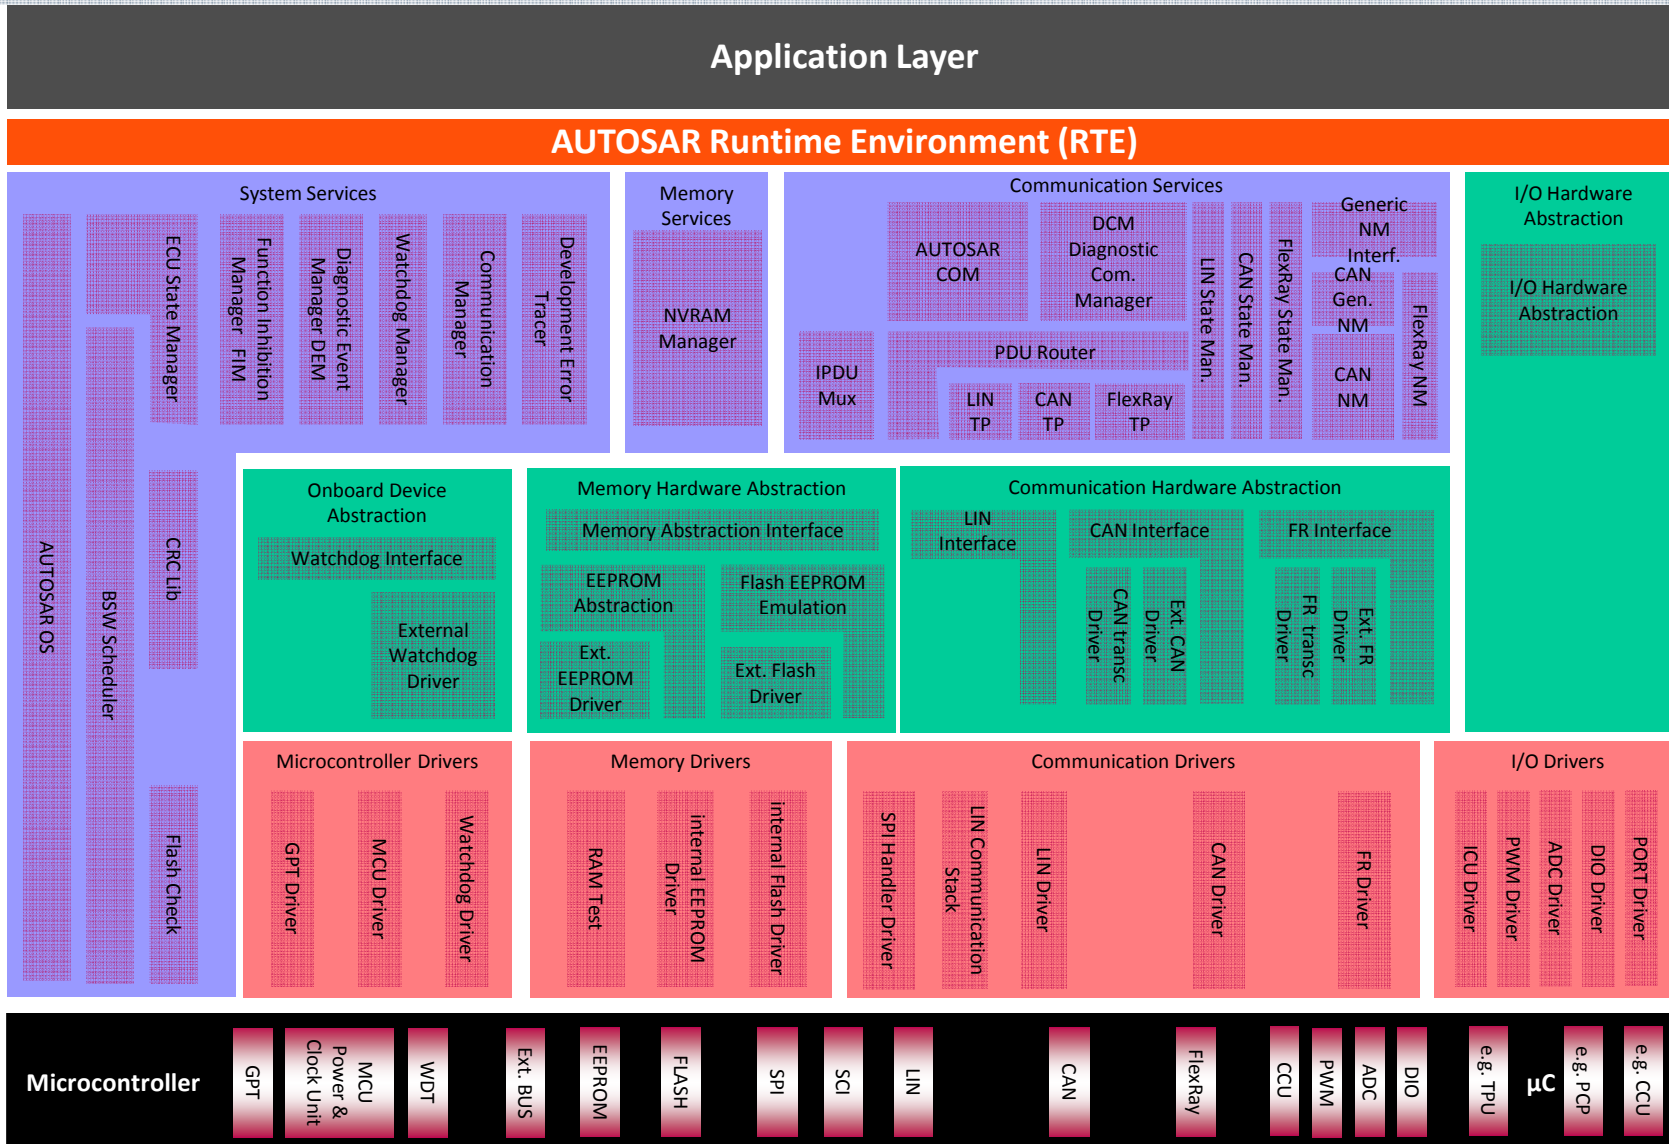 Application Layer
AUTOSAR Runtime Environment (RTE)
System Services
AUTOSAR OS
BSW Scheduler
ECU State Manager
CRC Lib
Flash Check
Function Inhibition
Manager  FIM
Diagnostic Event
Manager DEM
Watchdog Manager
Communication
Manager
Development Error
Tracer
Memory
Services
NVRAM
Manager
Communication Services
IPDU
Mux
AUTOSAR
COM
DCM
Diagnostic
Com.
Manager
PDU Router
LIN
TP
CAN
TP
FlexRay
TP
LIN State Man.
CAN State Man.
FlexRay State Man.
Generic
NM
Interf.
CAN
Gen.
NM
CAN
NM
FlexRay NM
I/O Hardware
Abstraction
I/O Hardware
Abstraction
Onboard Device
Abstraction
Watchdog Interface
External
Watchdog
Driver
Memory Hardware Abstraction
Memory Abstraction Interface
EEPROM
Abstraction
Ext.
EEPROM
Driver
Flash EEPROM
Emulation
Ext. Flash
Driver
Communication Hardware Abstraction
LIN
Interface
CAN Interface
CAN transc
Driver
Ext. CAN
Driver
FR Interface
FR transc
Driver
Ext. FR
Driver
Microcontroller Drivers
GPT Driver
MCU Driver
Watchdog Driver
Memory Drivers
RAM Test
internal EEPROM
Driver
internal Flash Driver
Communication Drivers
SPI Handler Driver
LIN Communication
Stack
LIN Driver
CAN Driver
FR Driver
I/O Drivers
ICU Driver
PWM Driver
ADC Driver
DIO Driver
PORT Driver
Microcontroller
GPT
MCU
Power &
Clock Unit
WDT
Ext. BUS
EEPROM
FLASH
SPI
SCI
LIN
CAN
FlexRay
CCU
PWM
ADC
DIO
e.g. TPU
µC
e.g. PCP
e.g. CCU